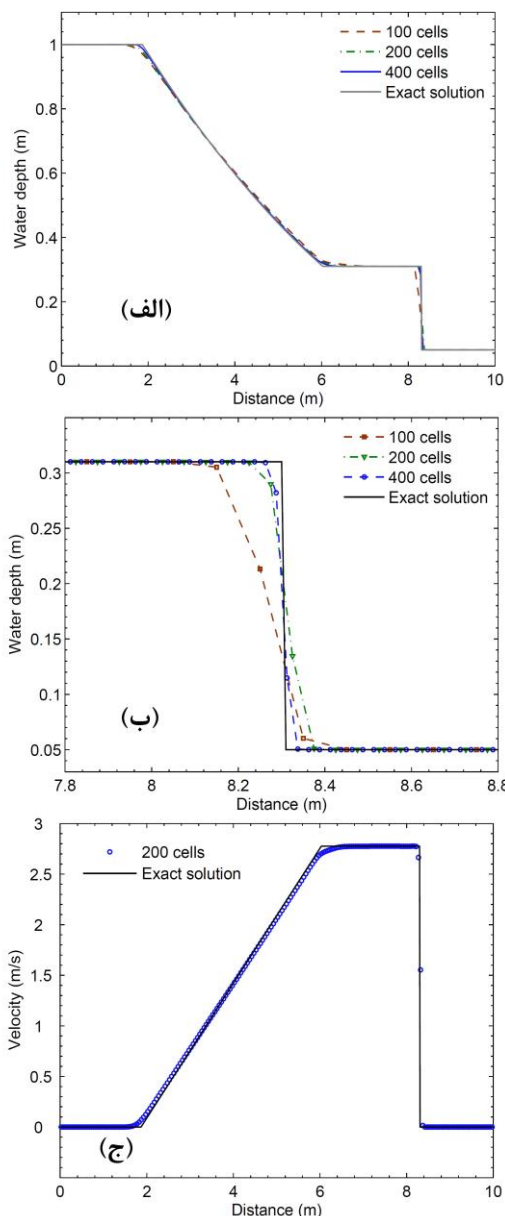 1
0.8
0.6
0.4
0.2
0
Water depth (m)
100 cells
200 cells
400 cells
Exact solution
(الف)
0 2 4 6 8 10
Distance (m)
0.3
0.25
0.2
0.15
0.1
0.05
Water depth (m)
100 cells
200 cells
400 cells
Exact solution
(ب)
7.8 8 8.2 8.4 8.6 8.8
Distance (m)
3
2.5
2
1.5
1
0.5
0
Velocity (m/s)
200 cells
Exact solution
(ج)
0 2 4 6 8 10
Distance (m)